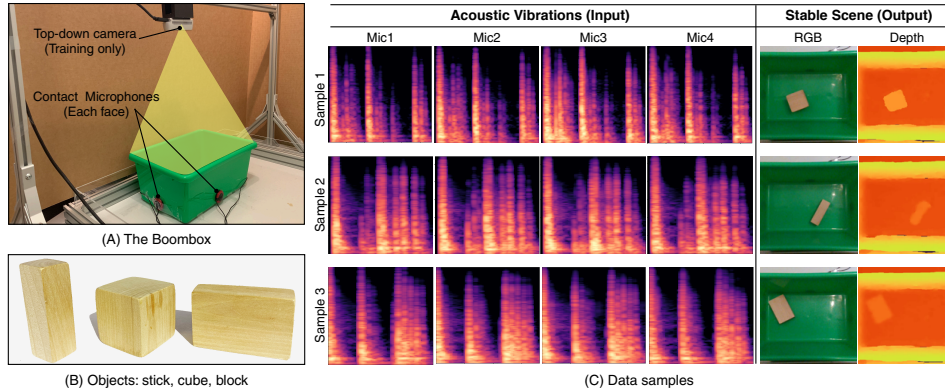 Top-down camera
(Training only)
Contact Microphones
(Each face)
(A) The Boombox
(B) Objects: stick, cube, block
Acoustic Vibrations (Input)
Stable Scene (Output)
Mic1
Mic2
Mic3
Mic4
RGB
Depth
Sample 1
Sample 2
Sample 3
(C) Data samples